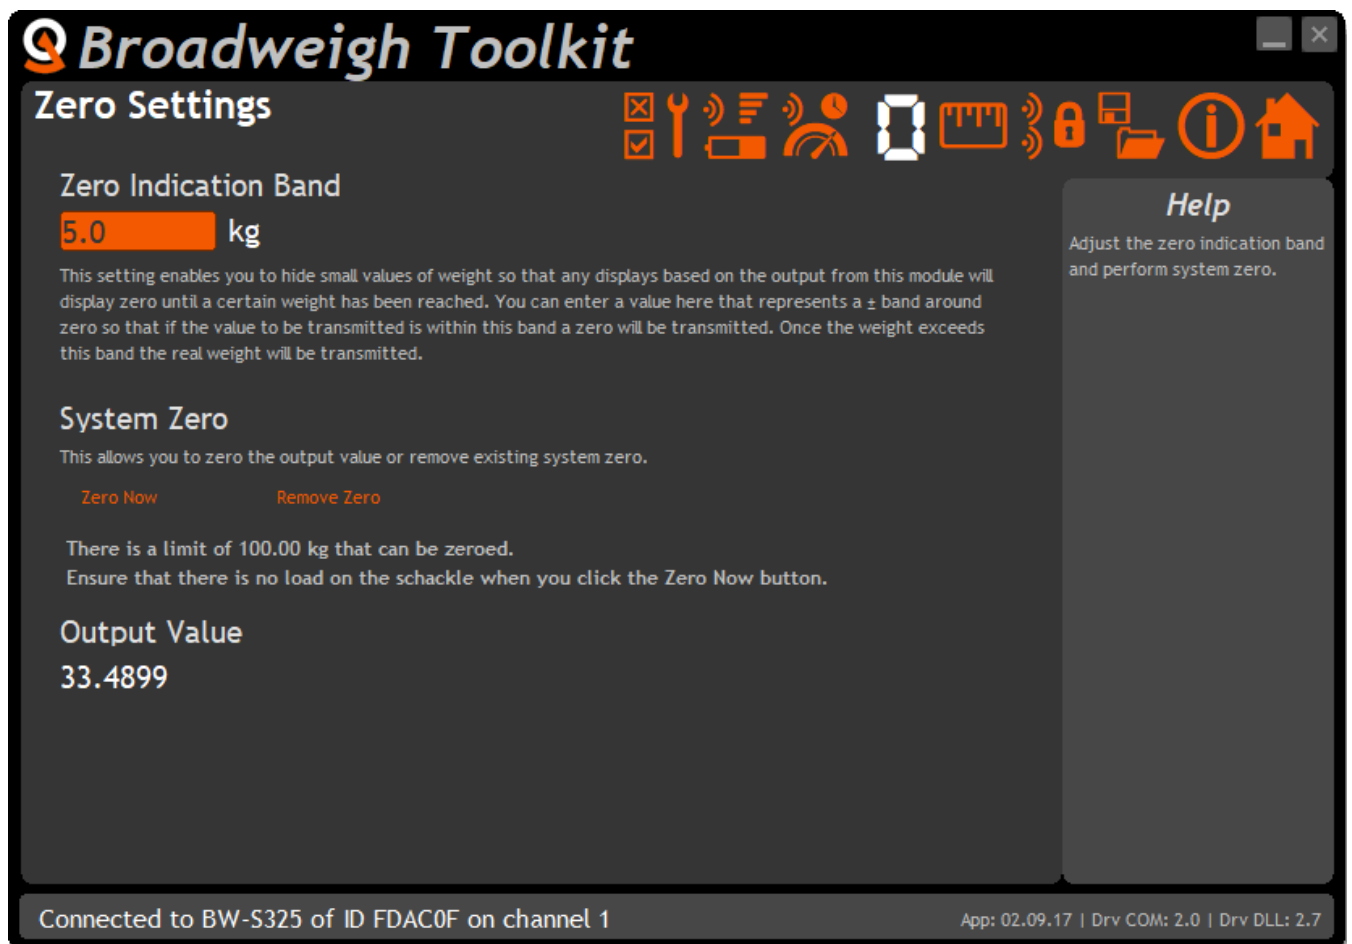 Broadweigh Toolkit
Zero Settings
0
Zero Indication Band
5.0 kg
This setting enables you to hide small values of weight so that any displays based on the output from this module will
display zero until a certain weight has been reached. You can enter a value here that represents a ± band around
zero so that if the value to be transmitted is within this band a zero will be transmitted. Once the weight exceeds
this band the real weight will be transmitted.
System Zero
This allows you to zero the output value or remove existing system zero.
Zero Now Remove Zero
There is a limit of 100.00 kg that can be zeroed.
Ensure that there is no load on the schackle when you click the Zero Now button.
Output Value
33.4899
Help
Adjust the zero indication band
and perform system zero.
Connected to BW-S325 of ID FDAC0F on channel 1
App: 02.09.17 | Drv COM: 2.0 | Drv DLL: 2.7